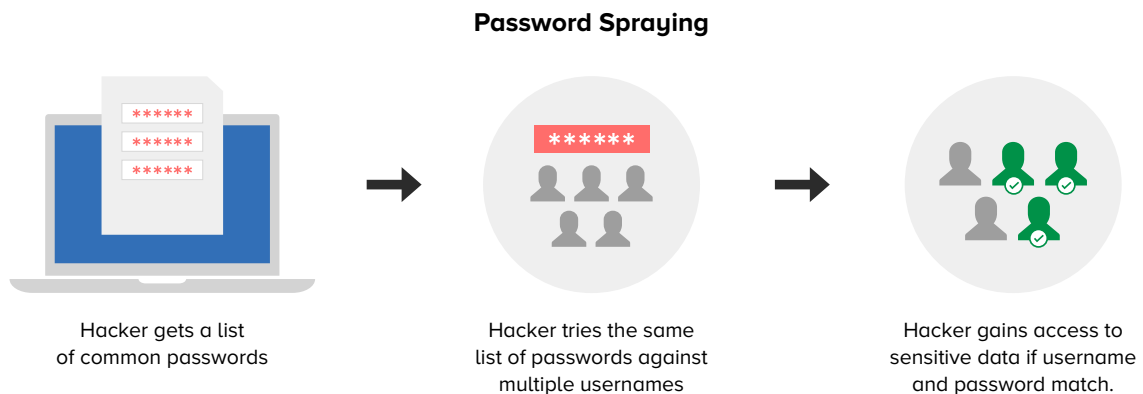 Password Spraying
******
******
******
Hacker gets a list
of common passwords
******
Hacker tries the same
list of passwords against
multiple usernames
Hacker gains access to
sensitive data if username
and password match.